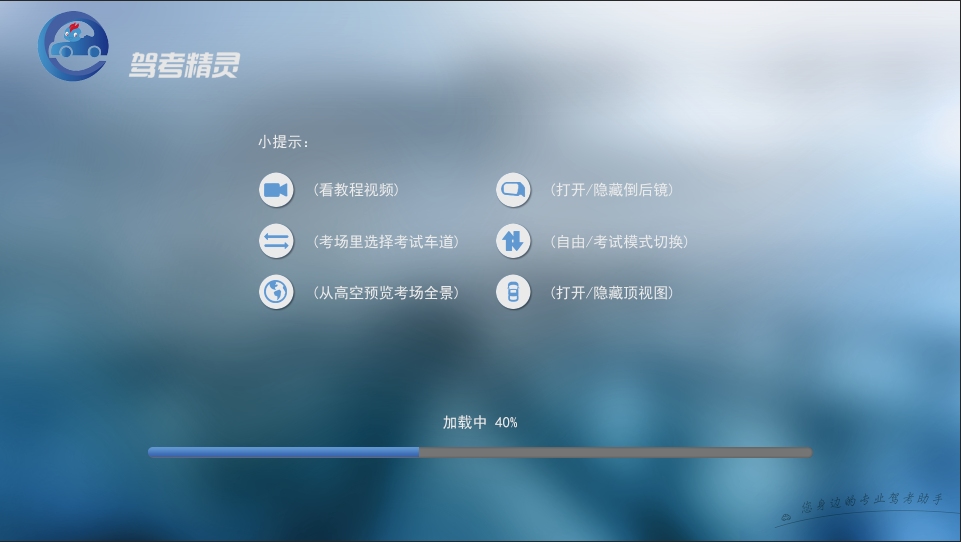 驾考精灵
小提示：
（看教程视频）
（打开/隐藏倒后镜）
（考场里选择考试车道）
（自由/考试模式切换）
（从高空预览考场全景）
（打开/隐藏顶视图）
加载中 40%
您身边的专业驾考助手